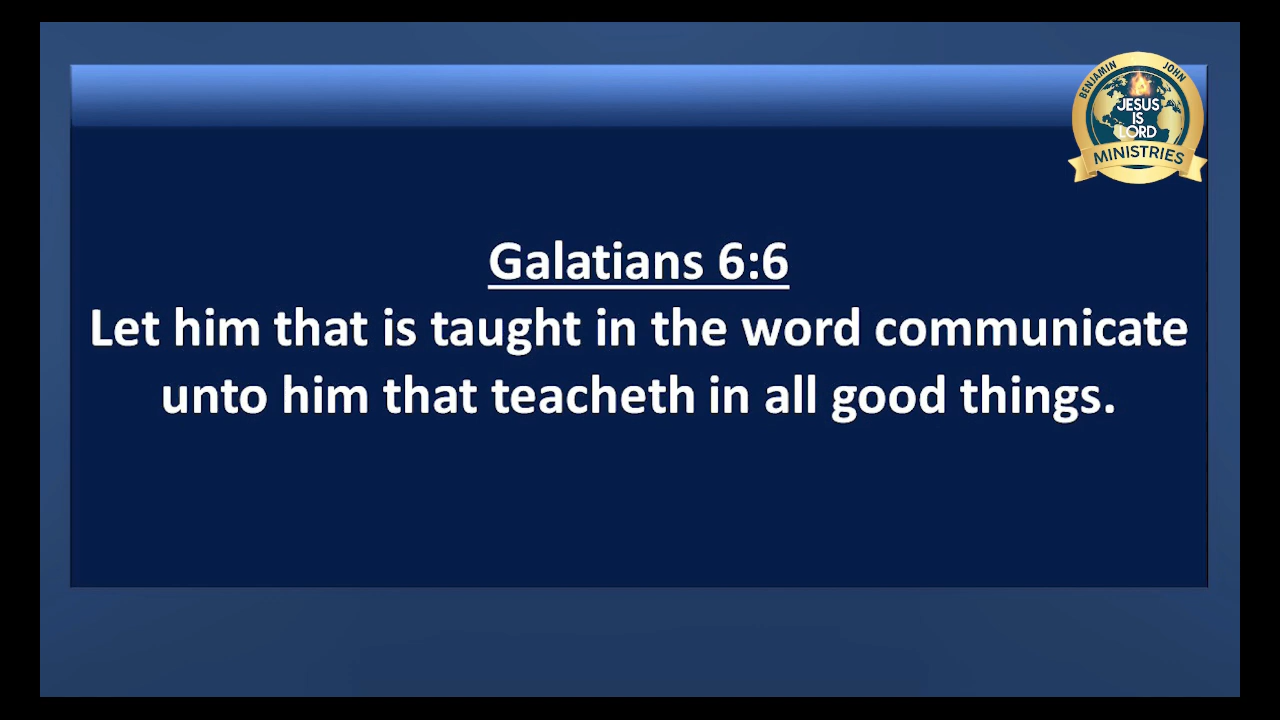 BENJAMIN JOHN
JESUS
IS
LORD
MINISTRIES
Galatians 6:6
Let him that is taught in the word communicate
unto him that teacheth in all good things.